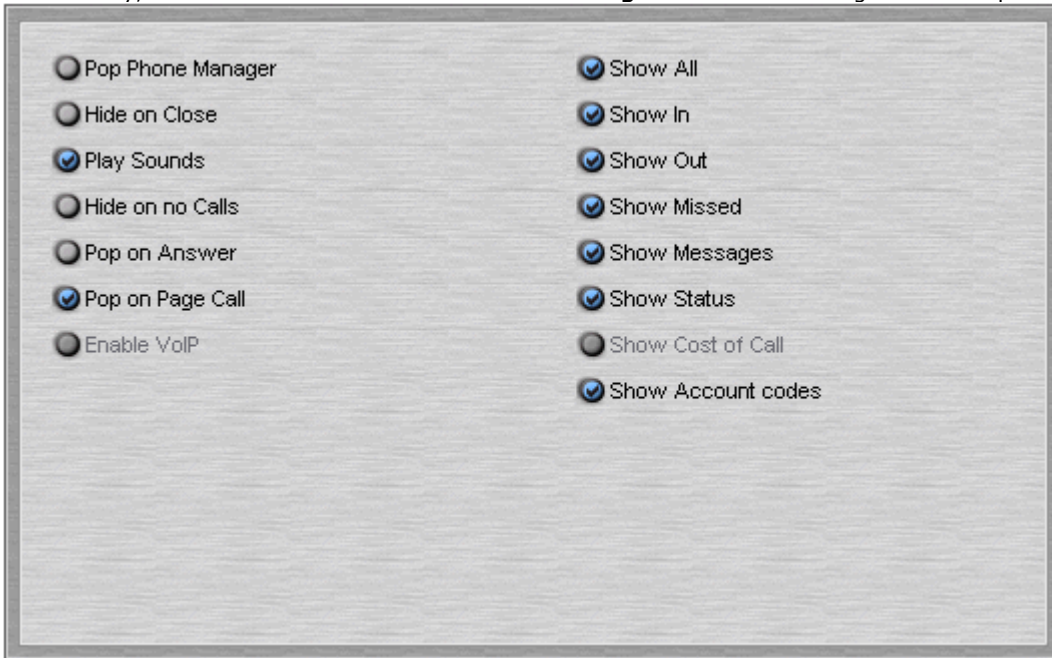 Pop Phone Manager
Hide on Close
Play Sounds
Hide on no Calls
Pop on Answer
Pop on Page Call
Enable VoIP
Show All
Show In
Show Out
Show Missed
Show Messages
Show Status
Show Cost of Call
Show Account codes